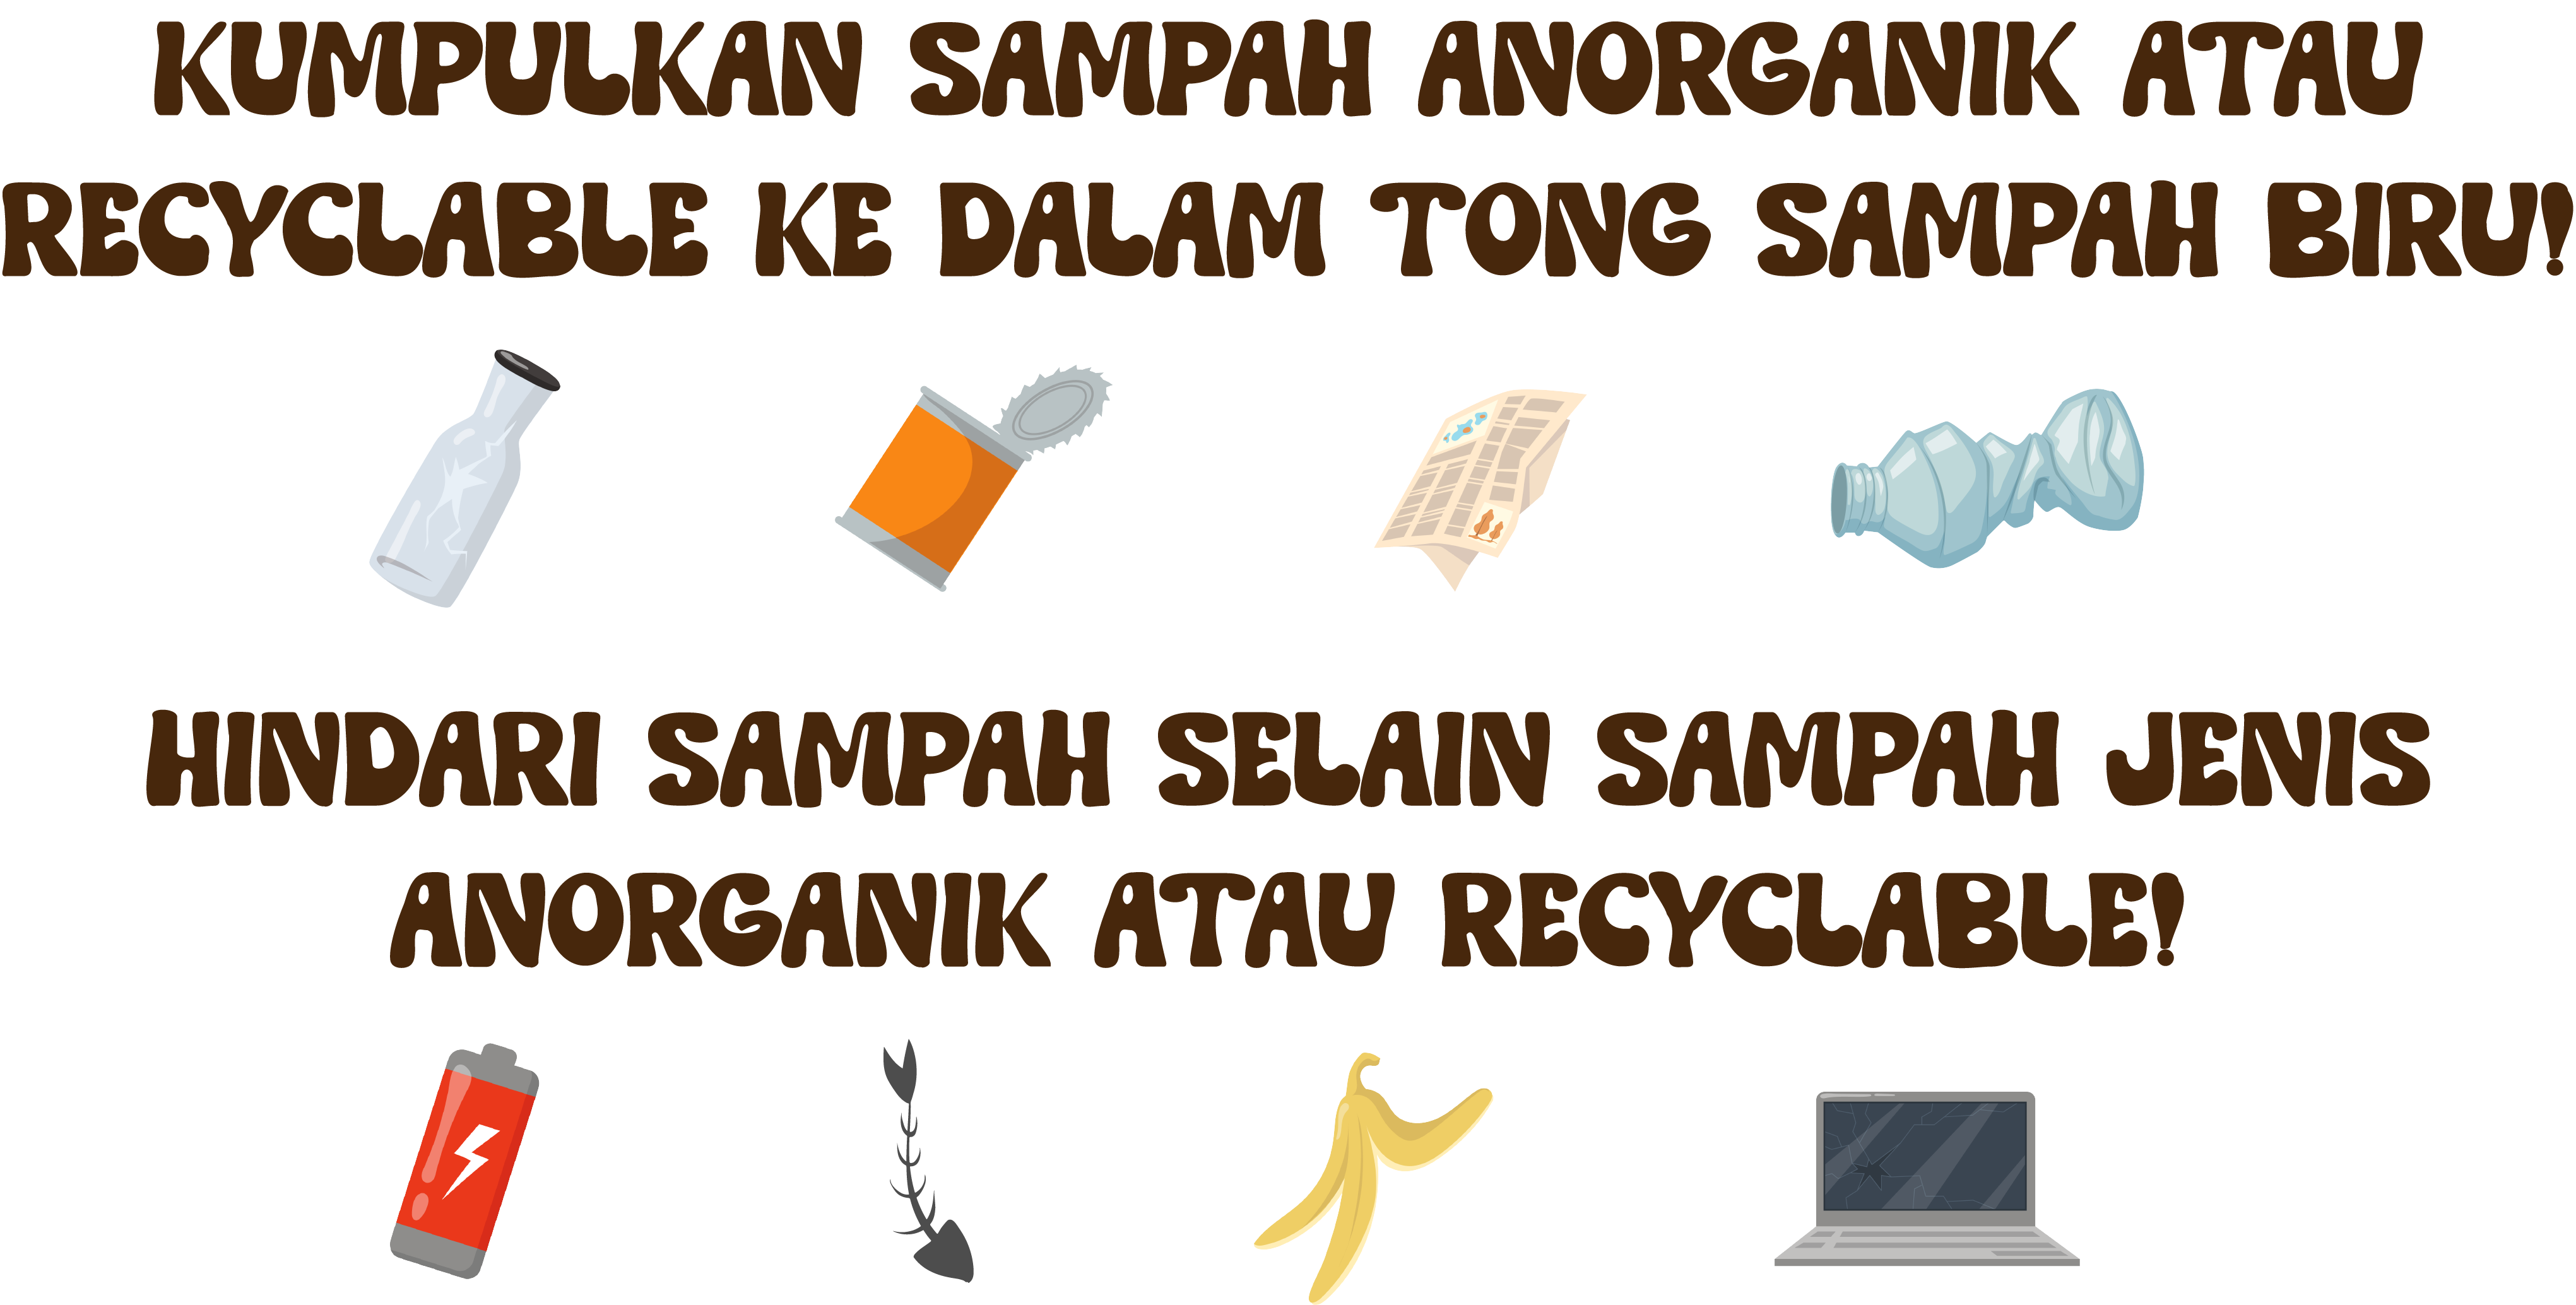 KUMPULKAN SAMPAH ANORGANIK ATAU
RECYCLABLE KE DALAM TONG SAMPAH BIRU!
HINDARI SAMPAH SELAIN SAMPAH JENIS
ANORGANIK ATAU RECYCLABLE!